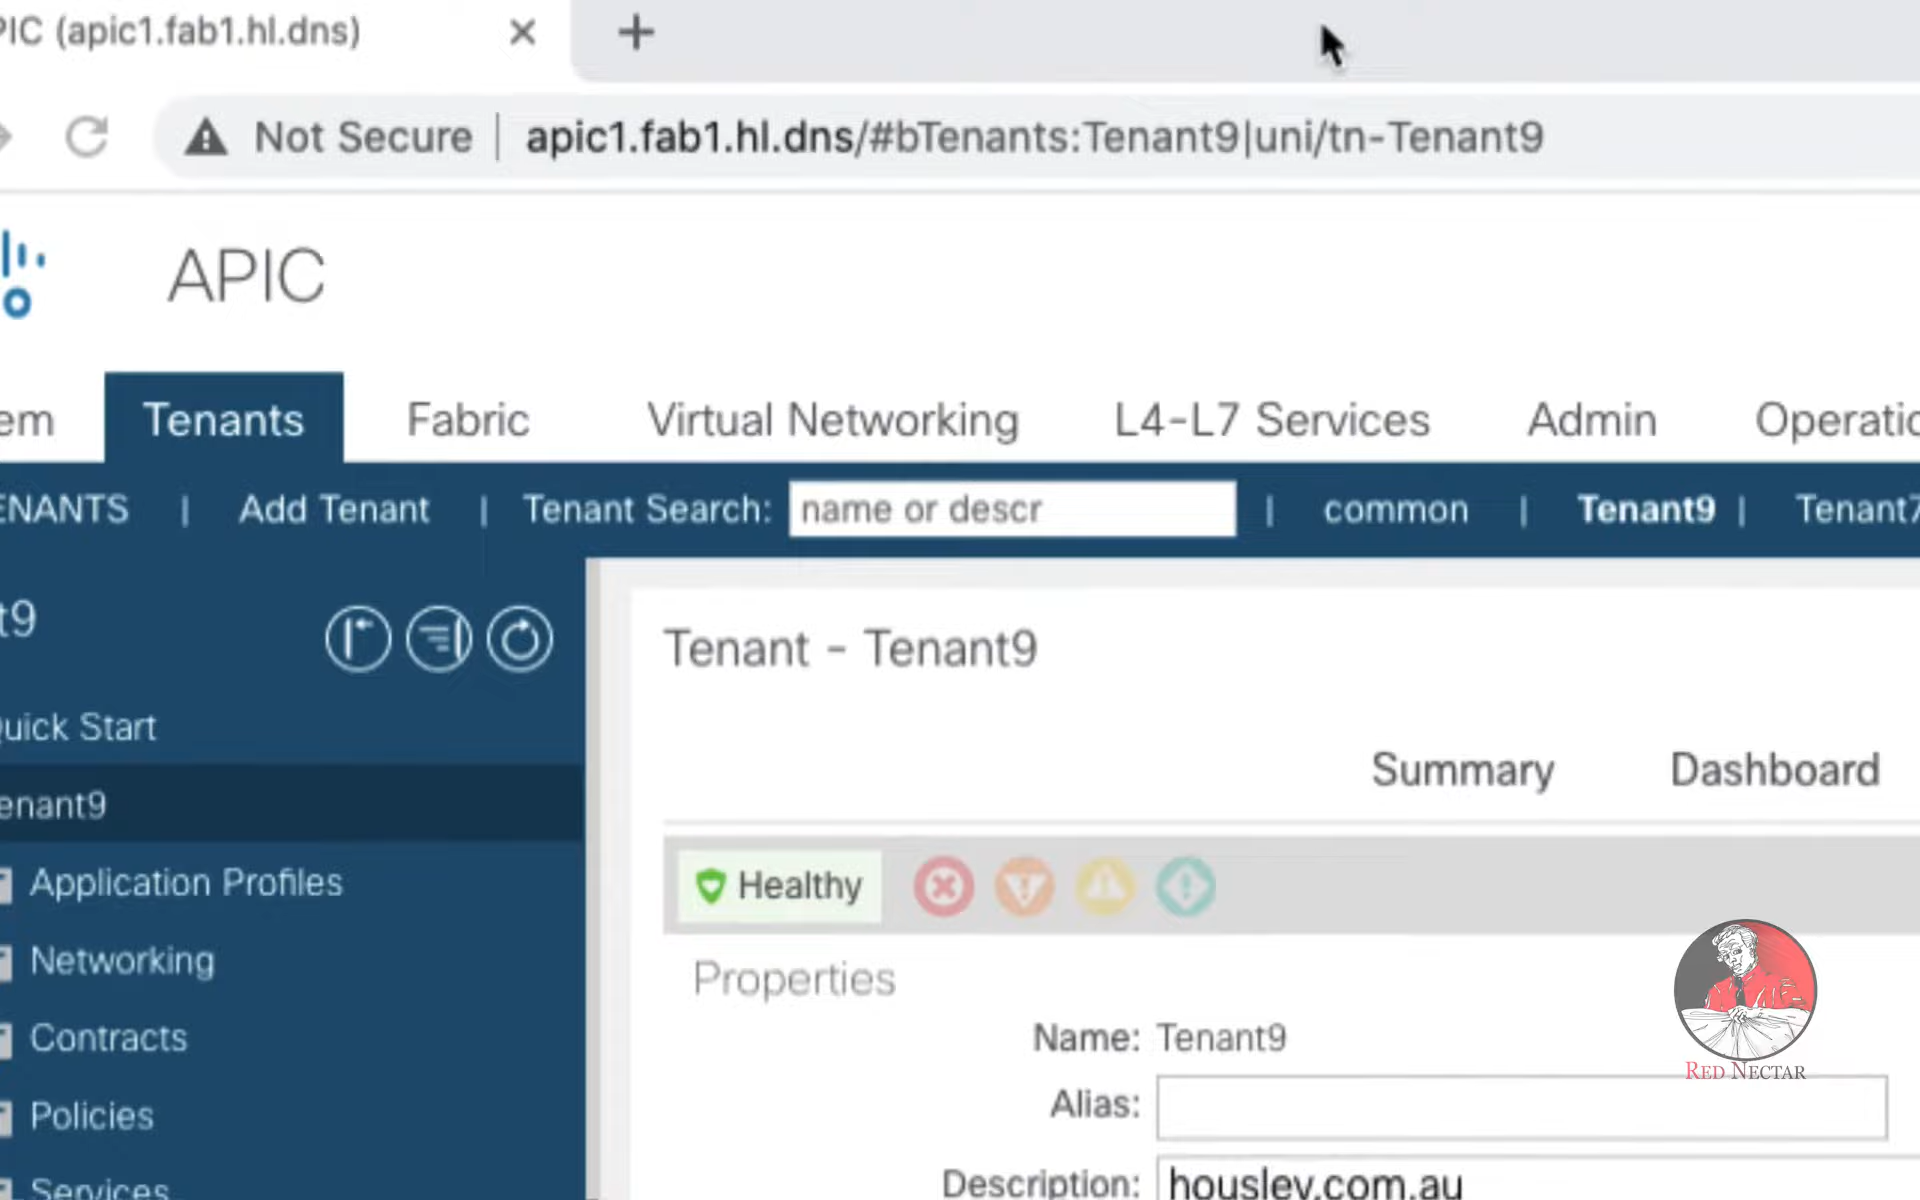 PIC (apic1.fab1.hl.dns)
Not Secure | apic1.fab1.hl.dns/#bTenants:Tenant9|uni/tn-Tenant9
APIC
em Tenants Fabric Virtual Networking L4-L7 Services Admin Operatio
ENANTS | Add Tenant | Tenant Search: name or descr | common | Tenant9 | Tenant7
t9
Tenant - Tenant9
Quick Start
Summary Dashboard
enant9
Healthy
Application Profiles
Networking
Properties
Contracts
Name: Tenant9
RED NECTAR
Alias:
Policies
Description: housley.com.au
Services